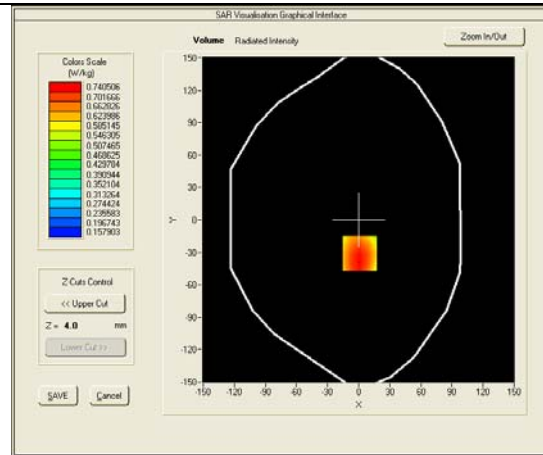 SAR Visualisation Graphical Interface
Volume Radiated Intensity
Zoom In/Out
Colors Scale
(W/kg)
0.740506
0.701666
0.662826
0.623986
0.585145
0.546305
0.507465
0.468625
0.429784
0.390944
0.352104
0.313264
0.274424
0.235583
0.196743
0.157903
Z Cuts Control
<< Upper Cut
Z = 4.0 mm
Lower Cut >>
SAVE
Cancel
150
120
90
60
30
0
-30
-60
-90
-120
-150
Y
-150 -120 -90 -60 -30 0 30 60 90 120 150
X